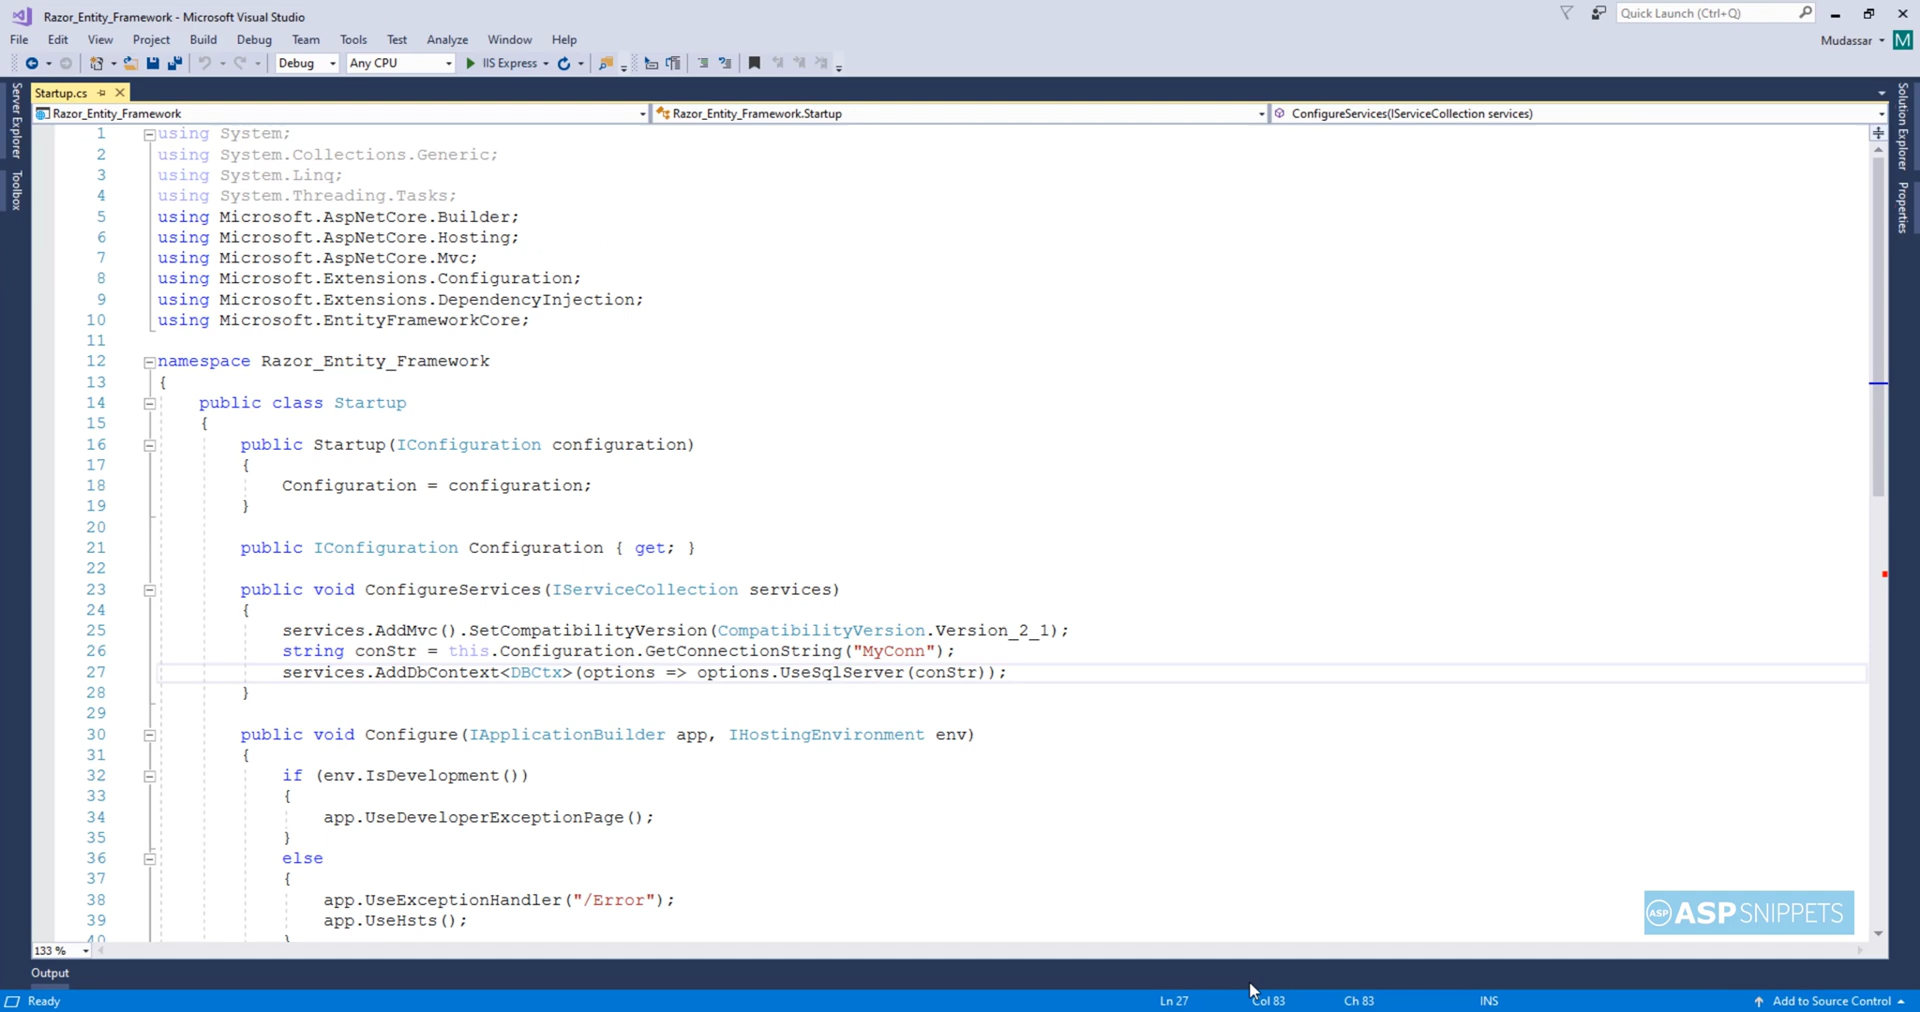 Razor_Entity_Framework - Microsoft Visual Studio
Quick Launch (Ctrl+Q)
File Edit View Project Build Debug Team Tools Test Analyze Window Help
Mudassar M
Debug Any CPU IIS Express
Server Explorer
Toolbox
Solution Explorer
Properties
Startup.cs
Razor_Entity_Framework Razor_Entity_Framework.Startup ConfigureServices(IServiceCollection services)
1 using System;
2 using System.Collections.Generic;
3 using System.Linq;
4 using System.Threading.Tasks;
5 using Microsoft.AspNetCore.Builder;
6 using Microsoft.AspNetCore.Hosting;
7 using Microsoft.AspNetCore.Mvc;
8 using Microsoft.Extensions.Configuration;
9 using Microsoft.Extensions.DependencyInjection;
10 using Microsoft.EntityFrameworkCore;
11
12 namespace Razor_Entity_Framework
13 {
14 public class Startup
15 {
16 public Startup(IConfiguration configuration)
17 {
18 Configuration = configuration;
19 }
20
21 public IConfiguration Configuration { get; }
22
23 public void ConfigureServices(IServiceCollection services)
24 {
25 services.AddMvc().SetCompatibilityVersion(CompatibilityVersion.Version_2_1);
26 string conStr = this.Configuration.GetConnectionString("MyConn");
27 services.AddDbContext<DBCtx>(options => options.UseSqlServer(conStr));
28 }
29
30 public void Configure(IApplicationBuilder app, IHostingEnvironment env)
31 {
32 if (env.IsDevelopment())
33 {
34 app.UseDeveloperExceptionPage();
35 }
36 else
37 {
38 app.UseExceptionHandler("/Error");
39 app.UseHsts();
40 }
ASP ASPSNIPPETS
133 %
Output
Ready Ln 27 Col 83 Ch 83 INS Add to Source Control